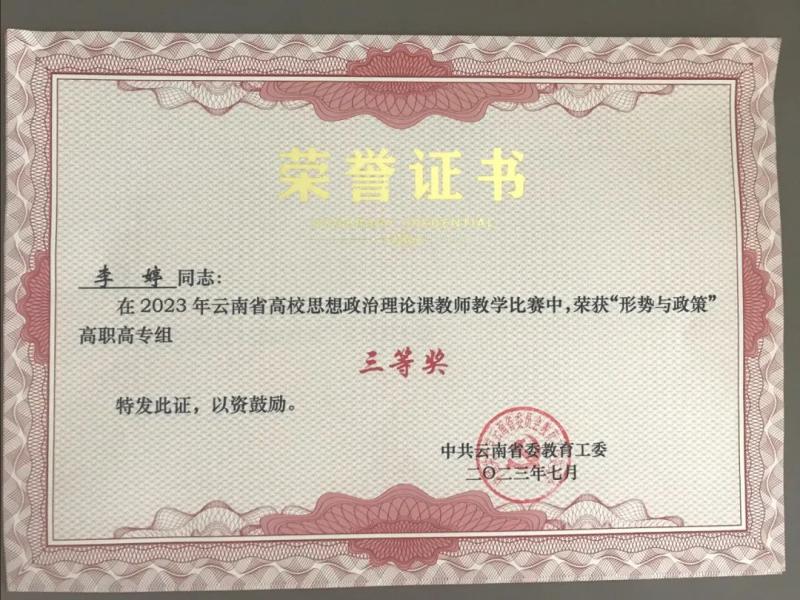 荣誉证书
李 婷 同志:
在2023年云南省高校思想政治理论课教师教学比赛中,荣获“形势与政策”
高职高专组
三等奖
特发此证，以资鼓励。
中共云南省委教育工委
二〇二三年七月